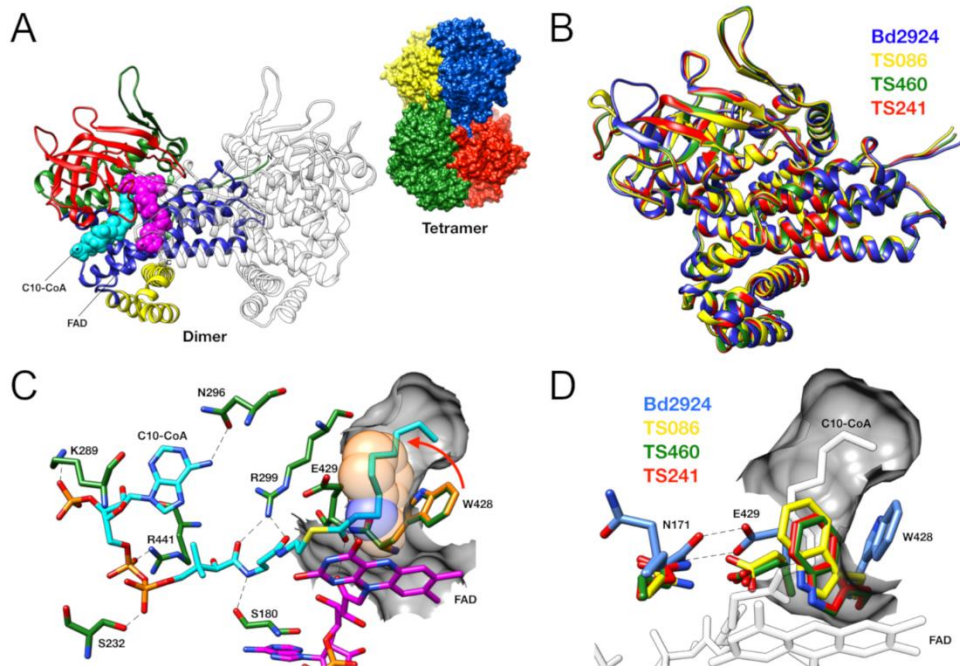 A
C10-CoA
FAD
Dimer
Tetramer
B
Bd2924
TS086
TS460
TS241
C
N296
C10-CoA
K289
R299
E429
W428
R441
FAD
S180
S232
D
Bd2924
TS086
TS460
TS241
C10-CoA
N171
E429
W428
FAD